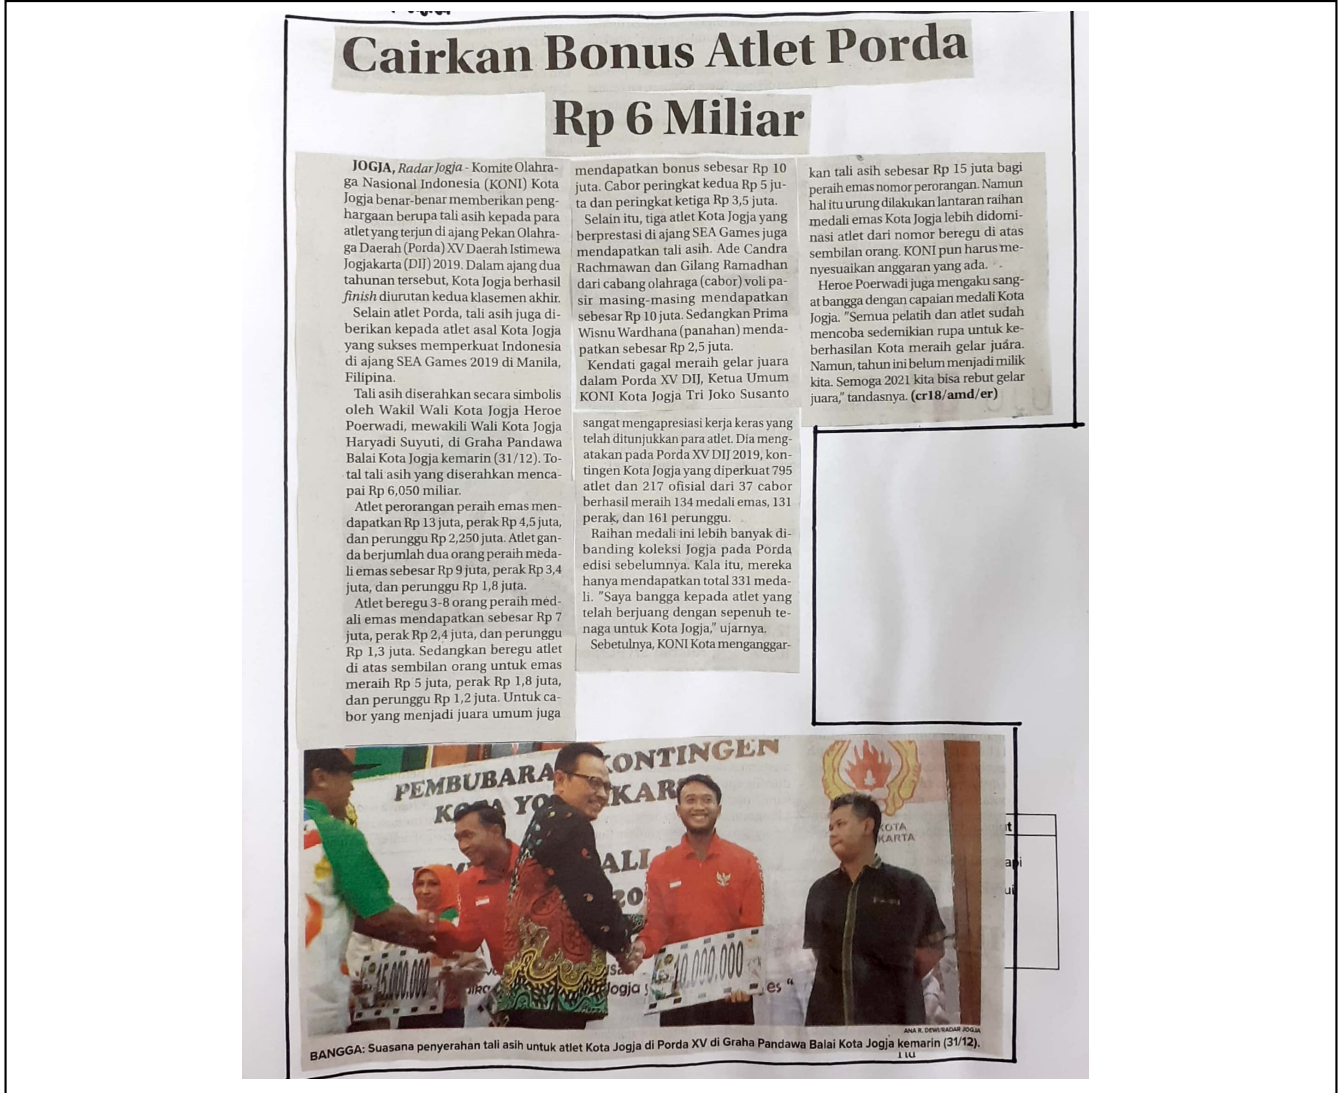 Cairkan Bonus Atlet Porda
Rp 6 Miliar
JOGJA, Radar Jogja - Komite Olahra-
ga Nasional Indonesia (KONI) Kota
Jogja benar-benar memberikan peng-
hargaan berupa tali asih kepada para
atlet yang terjun di ajang Pekan Olahra-
ga Daerah (Porda) XV Daerah Istimewa
Jogjakarta (DIJ) 2019. Dalam ajang dua
tahunan tersebut, Kota Jogja berhasil
finish diurutan kedua klasemen akhir.
Selain atlet Porda, tali asih juga di-
berikan kepada atlet asal Kota Jogja
yang sukses memperkuat Indonesia
di ajang SEA Games 2019 di Manila,
Filipina.
Tali asih diserahkan secara simbolis
oleh Wakil Wali Kota Jogja Heroe
Poerwadi, mewakili Wali Kota Jogja
Haryadi Suyuti, di Graha Pandawa
Balai Kota Jogja kemarin (31/12). To-
tal tali asih yang diserahkan menca-
pai Rp 6,050 miliar.
Atlet perorangan peraih emas men-
dapatkan Rp 13 juta, perak Rp 4,5 juta,
dan perunggu Rp 2,250 juta. Atlet gan-
da berjumlah dua orang peraih meda-
li emas sebesar Rp 9 juta, perak Rp 3,4
juta, dan perunggu Rp 1,8 juta.
Atlet beregu 3-8 orang peraih med-
ali emas mendapatkan sebesar Rp 7
juta, perak Rp 2,4 juta, dan perunggu
Rp 1,3 juta. Sedangkan beregu atlet
di atas sembilan orang untuk emas
meraih Rp 5 juta, perak Rp 1,8 juta,
dan perunggu Rp 1,2 juta. Untuk ca-
bor yang menjadi juara umum juga
mendapatkan bonus sebesar Rp 10
juta. Cabor peringkat kedua Rp 5 ju-
ta dan peringkat ketiga Rp 3,5 juta.
Selain itu, tiga atlet Kota Jogja yang
berprestasi di ajang SEA Games juga
mendapatkan tali asih. Ade Candra
Rachmawan dan Gilang Ramadhan
dari cabang olahraga (cabor) voli pa-
sir masing-masing mendapatkan
sebesar Rp 10 juta. Sedangkan Prima
Wisnu Wardhana (panahan) menda-
patkan sebesar Rp 2,5 juta.
Kendati gagal meraih gelar juara
dalam Porda XV DIJ, Ketua Umum
KONI Kota Jogja Tri Joko Susanto
sangat mengapresiasi kerja keras yang
telah ditunjukkan para atlet. Dia meng-
atakan pada Porda XV DIJ 2019, kon-
tingen Kota Jogja yang diperkuat 795
atlet dan 217 ofisial dari 37 cabor
berhasil meraih 134 medali emas, 131
perak, dan 161 perunggu.
Raihan medali ini lebih banyak di-
banding koleksi Jogja pada Porda
edisi sebelumnya. Kala itu, mereka
hanya mendapatkan total 331 meda-
li. "Saya bangga kepada atlet yang
telah berjuang dengan sepenuh te-
naga untuk Kota Jogja," ujarnya.
Sebetulnya, KONI Kota menganggar-
kan tali asih sebesar Rp 15 juta bagi
peraih emas nomor perorangan. Namun
hal itu urung dilakukan lantaran raihan
medali emas Kota Jogja lebih didomi-
nasi atlet dari nomor beregu di atas
sembilan orang. KONI pun harus me-
nyesuaikan anggaran yang ada.
Heroe Poerwadi juga mengaku sang-
at bangga dengan capaian medali Kota
Jogja. "Semua pelatih dan atlet sudah
mencoba sedemikian rupa untuk ke-
berhasilan Kota meraih gelar juara.
Namun, tahun ini belum menjadi milik
kita. Semoga 2021 kita bisa rebut gelar
juara," tandasnya. (cr18/amd/er)
PEMBUBARA KONTINGEN
KOTA YO KAR
ALI
20
KOTA
KARTA
15.000.000
10.000.000
Jogja
es "
ANA R. DEWI/RADAR JOGJA
BANGGA: Suasana penyerahan tali asih untuk atlet Kota Jogja di Porda XV di Graha Pandawa Balai Kota Jogja kemarin (31/12).